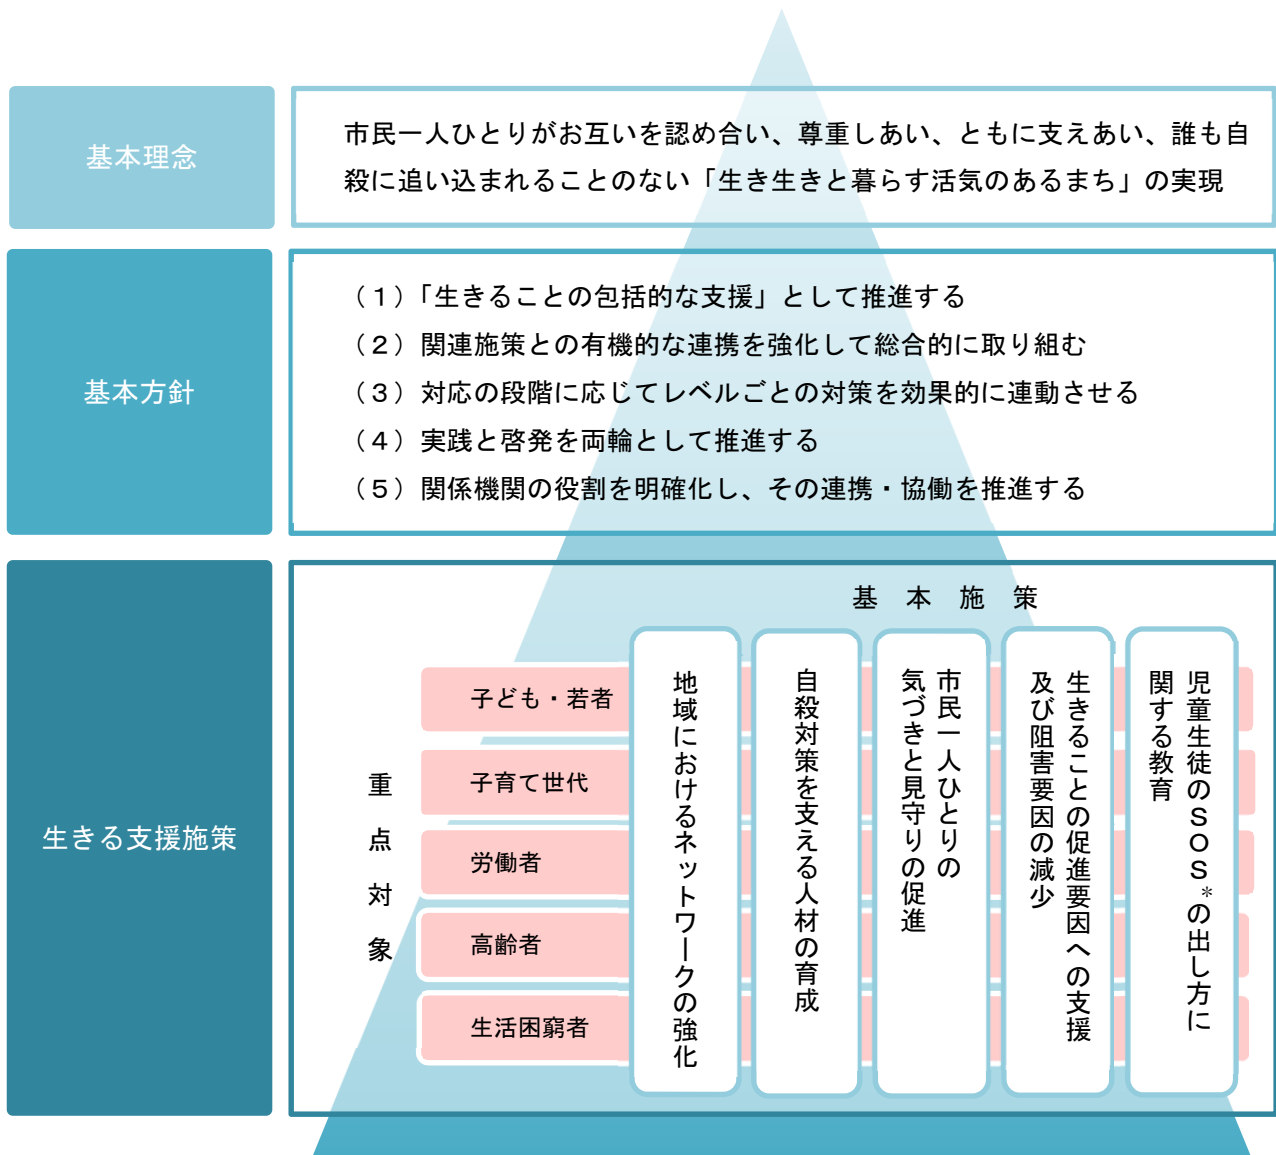 基本理念
市民一人ひとりがお互いを認め合い、尊重しあい、ともに支えあい、誰も自
殺に追い込まれることのない「生き生きと暮らす活気のあるまち」の実現
基本方針
（１）「生きることの包括的な支援」として推進する
（２）関連施策との有機的な連携を強化して総合的に取り組む
（３）対応の段階に応じてレベルごとの対策を効果的に連動させる
（４）実践と啓発を両輪として推進する
（５）関係機関の役割を明確化し、その連携・協働を推進する
生きる支援施策
基本施策
重点対象
子ども・若者
子育て世代
労働者
高齢者
生活困窮者
地域におけるネットワークの強化
自殺対策を支える人材の育成
市民一人ひとりの
気づきと見守りの促進
生きることの促進要因への支援
及び阻害要因の減少
児童生徒のＳＯＳ*の出し方に
関する教育